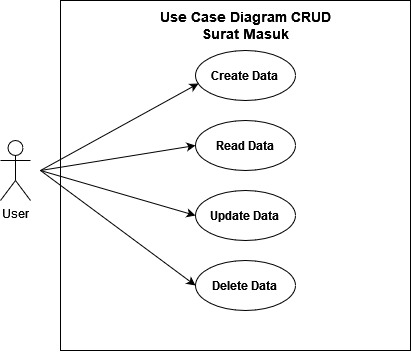 Use Case Diagram CRUD
Surat Masuk
Create Data
Read Data
User
Update Data
Delete Data